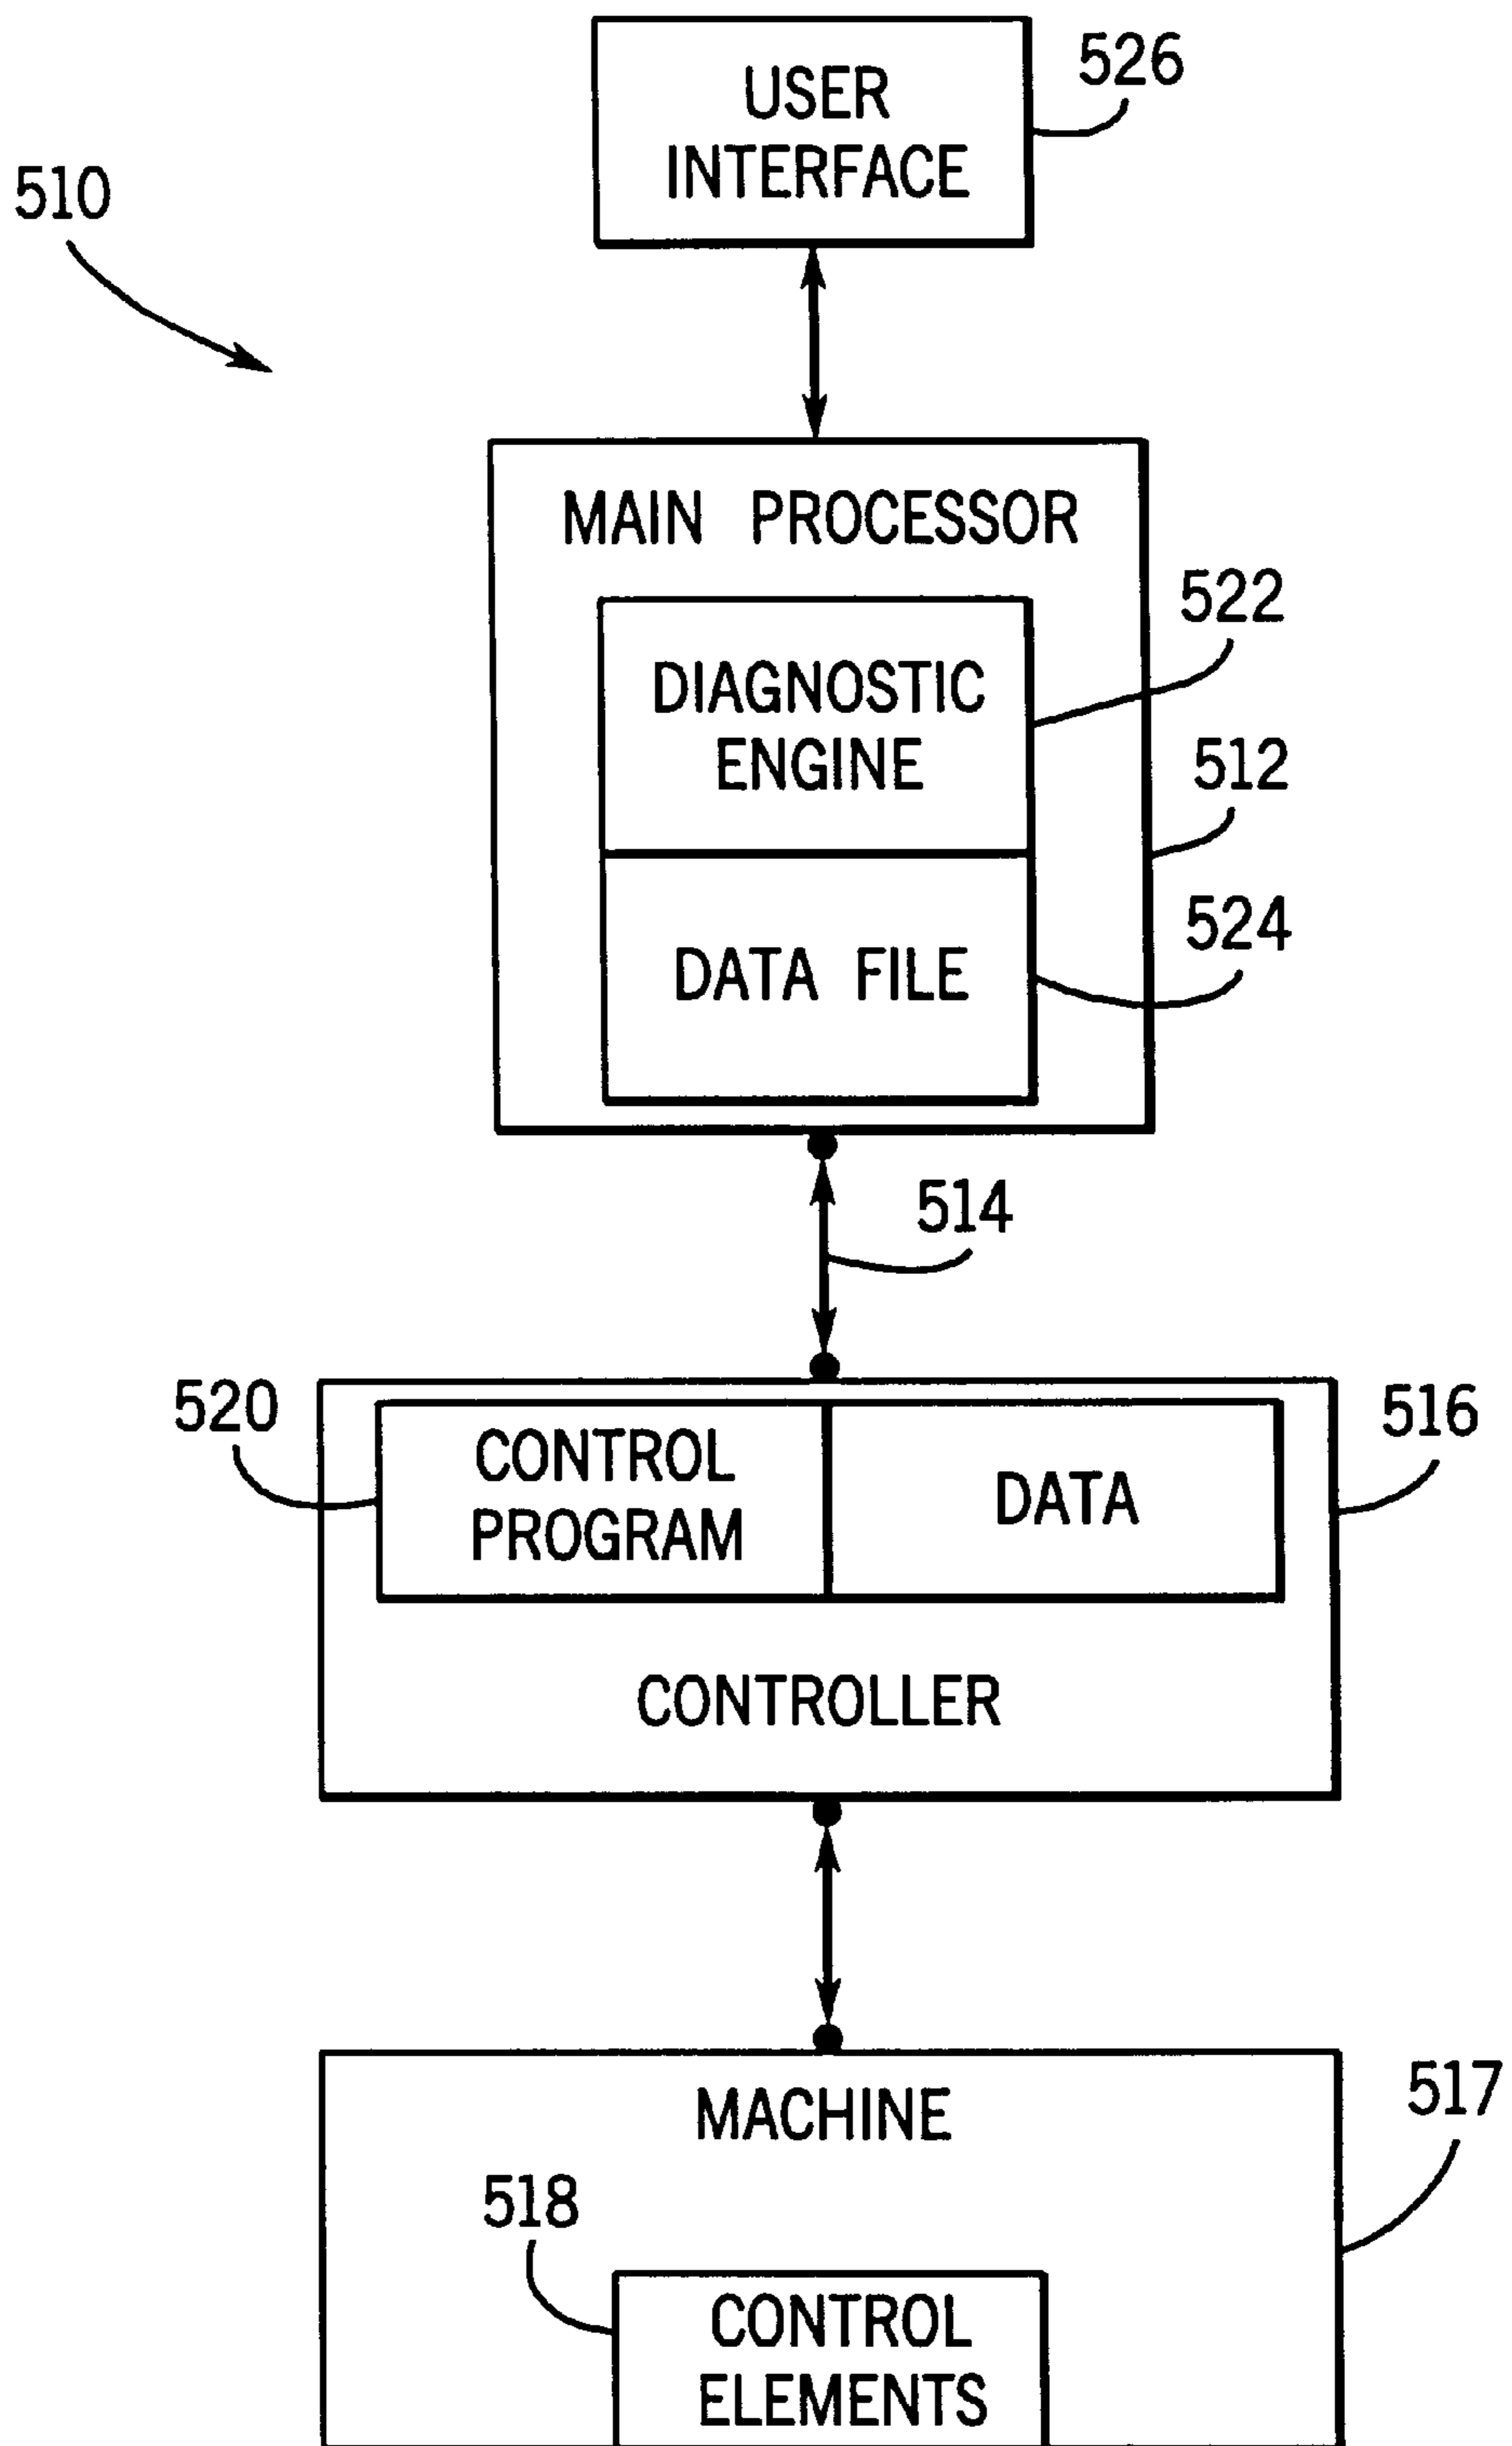 526
USER
INTERFACE
510
MAIN PROCESSOR
522
DIAGNOSTIC
ENGINE
512
524
DATA FILE
514
520
516
CONTROL
PROGRAM
DATA
CONTROLLER
517
MACHINE
518
CONTROL
ELEMENTS